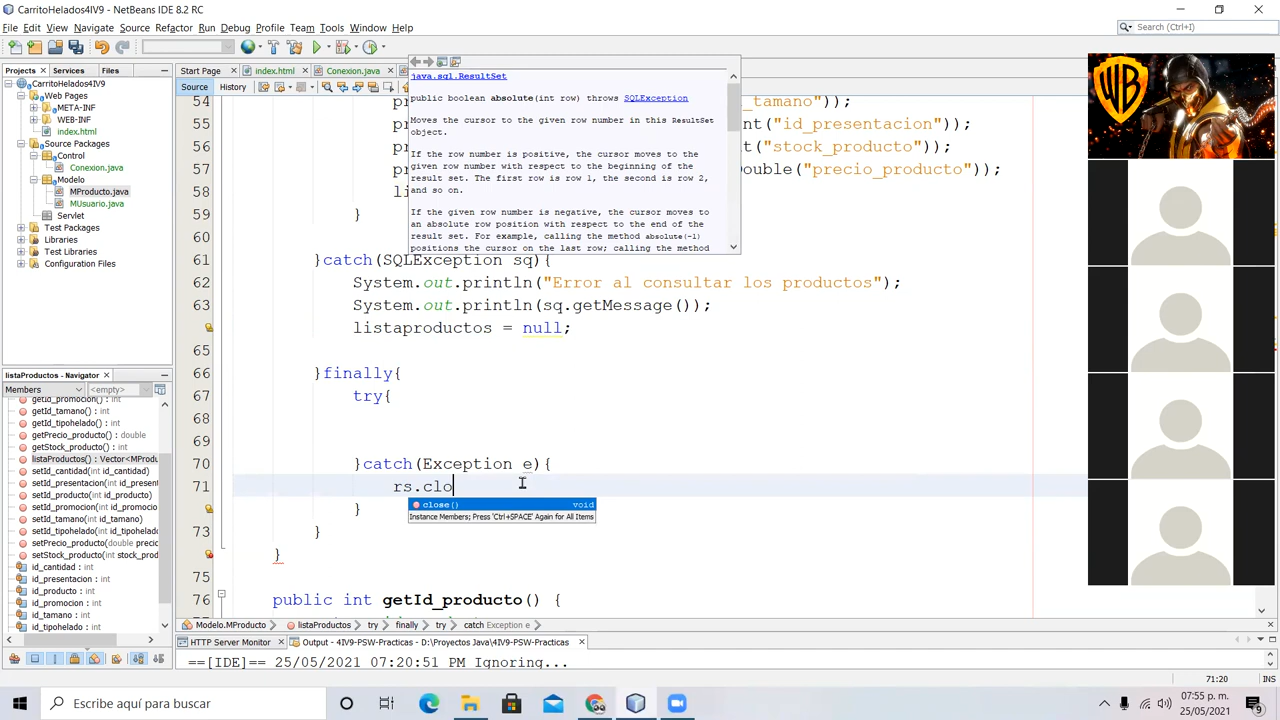 CarritoHelados4IV9 - NetBeans IDE 8.2 RC
File Edit View Navigate Source Refactor Run Debug Profile Team Tools Window Help
Search (Ctrl+I)
Projects Services Files
Start Page index.html Conexion.java
Source History
CarritoHelados4IV9
Web Pages
META-INF
WEB-INF
index.html
Source Packages
Control
Conexion.java
Modelo
MProducto.java
MUsuario.java
Servlet
Test Packages
Libraries
Test Libraries
Configuration Files
java.sql.ResultSet
public boolean absolute(int row) throws SQLException
Moves the cursor to the given row number in this ResultSet
object.
If the row number is positive, the cursor moves to the
given row number with respect to the beginning of the
result set. The first row is row 1, the second is row 2,
and so on.
If the given row number is negative, the cursor moves to
an absolute row position with respect to the end of the
result set. For example, calling the method absolute(-1)
positions the cursor on the last row; calling the method
54 pr _tamano"));
55 pr nt("id_presentacion"));
56 pr t("stock_producto"));
57 pr Double("precio_producto"));
58 li
59 }
60
61 }catch(SQLException sq){
62 System.out.println("Error al consultar los productos");
63 System.out.println(sq.getMessage());
listaproductos = null;
65
66 }finally{
67 try{
68
69
70 }catch(Exception e){
71 rs.clo
}
73 }
}
75
76 public int getId_producto() {
close() void
Instance Members; Press 'Ctrl+SPACE' Again for All Items
listaProductos - Navigator
Members <empty>
getId_promocion() : int
getId_tamano() : int
getId_tipohelado() : int
getPrecio_producto() : double
getStock_producto() : int
listaProductos() : Vector<MProdu
setId_cantidad(int id_cantidad)
setId_presentacion(int id_present
setId_producto(int id_producto)
setId_promocion(int id_promocion
setId_tamano(int id_tamano)
setId_tipohelado(int id_tipohelado
setPrecio_producto(double precio
setStock_producto(int stock_prod
id_cantidad : int
id_presentacion : int
id_producto : int
id_promocion : int
id_tamano : int
id_tipohelado : int
Modelo.MProducto listaProductos try finally try catch Exception e
HTTP Server Monitor Output - 4IV9-PSW-Practicas - D:\Proyectos Java\4IV9-PSW-Practicas
==[IDE]== 25/05/2021 07:20:51 PM Ignoring...
71:20 INS
Escribe aquí para buscar
07:55 p. m.
25/05/2021
9
WB